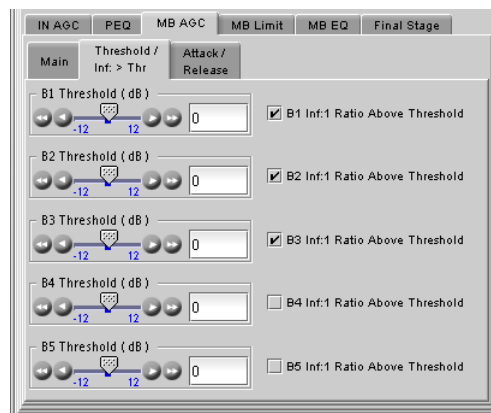 IN AGC PEQ MB AGC MB Limit MB EQ Final Stage
Main Threshold / Inf: > Thr Attack / Release
B1 Threshold ( dB )
-12 12 0
B1 Inf:1 Ratio Above Threshold
B2 Threshold ( dB )
-12 12 0
B2 Inf:1 Ratio Above Threshold
B3 Threshold ( dB )
-12 12 0
B3 Inf:1 Ratio Above Threshold
B4 Threshold ( dB )
-12 12 0
B4 Inf:1 Ratio Above Threshold
B5 Threshold ( dB )
-12 12 0
B5 Inf:1 Ratio Above Threshold